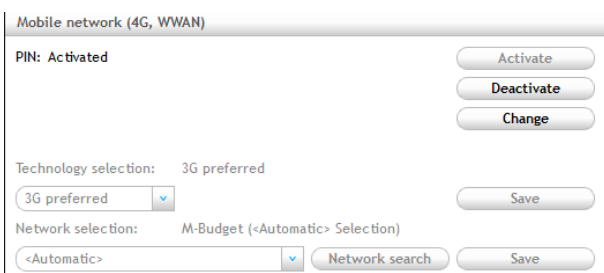 Mobile network (4G, WWAN)
PIN: Activated
Activate
Deactivate
Change
Technology selection: 3G preferred
3G preferred Save
Network selection: M-Budget (<Automatic> Selection)
<Automatic> Network search Save